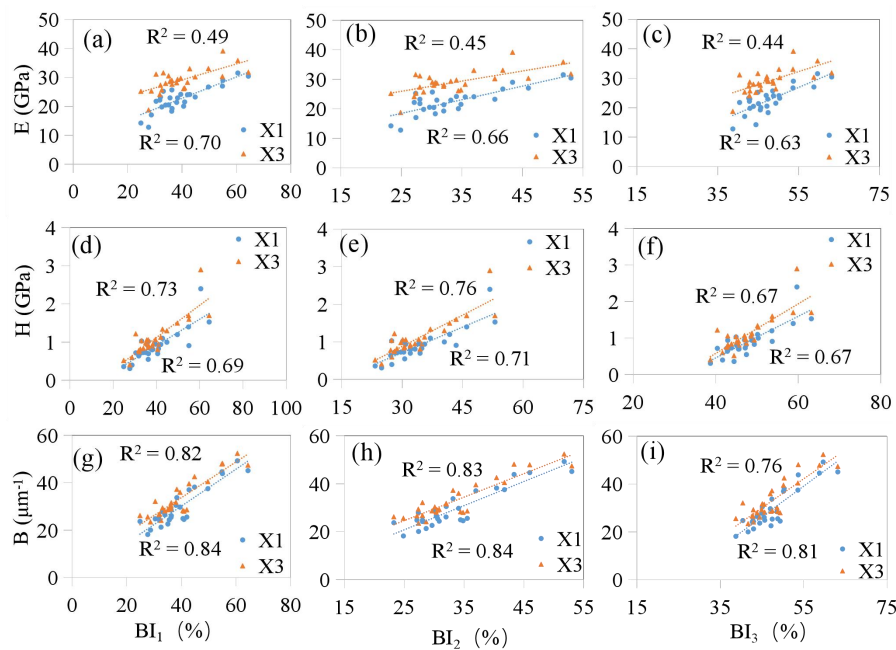 50
40
30
20
10
0
E (GPa)
(a)
R² = 0.49
R² = 0.70
X1
X3
0 20 40 60 80
50
40
30
20
10
0
(b)
R² = 0.45
R² = 0.66
X1
X3
15 25 35 45 55
50
40
30
20
10
0
(c)
R² = 0.44
R² = 0.63
X1
X3
15 35 55 75
4
3
2
1
0
H (GPa)
(d)
R² = 0.73
R² = 0.69
X1
X3
0 20 40 60 80 100
4
3
2
1
0
(e)
R² = 0.76
R² = 0.71
X1
X3
15 30 45 60 72
4
3
2
1
0
(f)
R² = 0.67
R² = 0.67
X1
X3
20 40 60 80
60
40
20
0
B (μm⁻¹)
(g)
R² = 0.82
R² = 0.84
X1
X3
0 20 40 60 80
BI₁ (%)
60
40
20
0
(h)
R² = 0.83
R² = 0.84
X1
X3
15 25 35 45 55
BI₂ (%)
60
40
20
0
(i)
R² = 0.76
R² = 0.81
X1
X3
15 35 55 75
BI₃ (%)